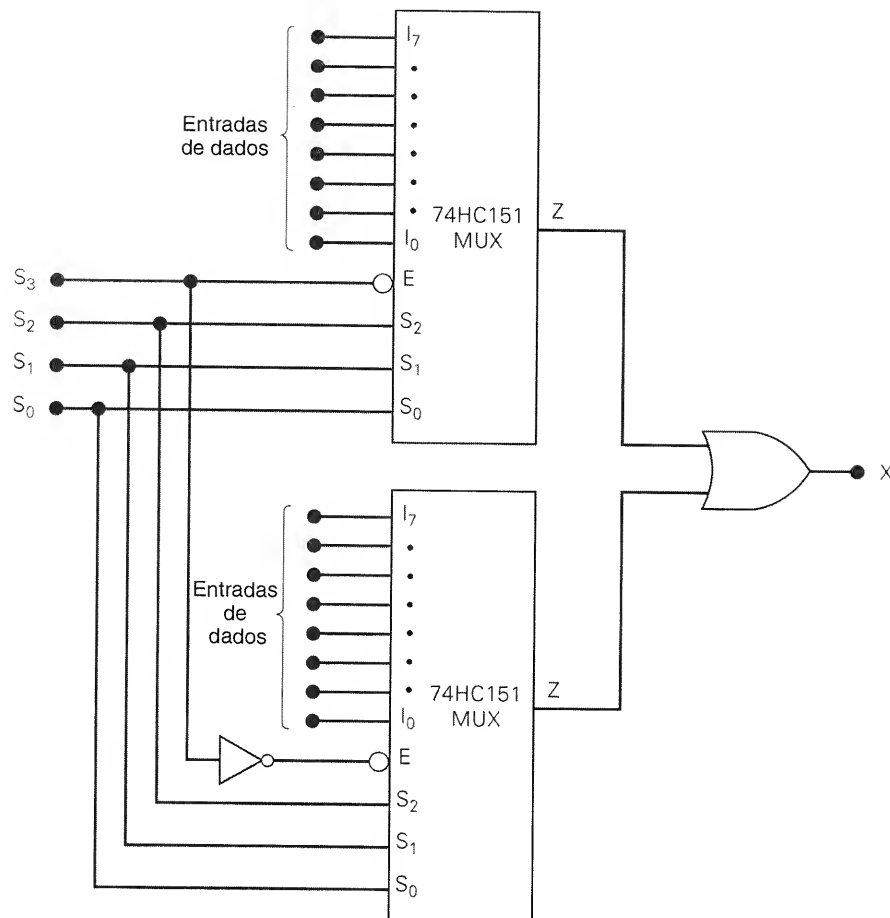 I7
Entradas
de dados
74HC151
MUX
Z
I0
S3
E
S2
S2
S1
S1
S0
S0
X
I7
Entradas
de
dados
74HC151
MUX
Z
I0
E
S2
S1
S0